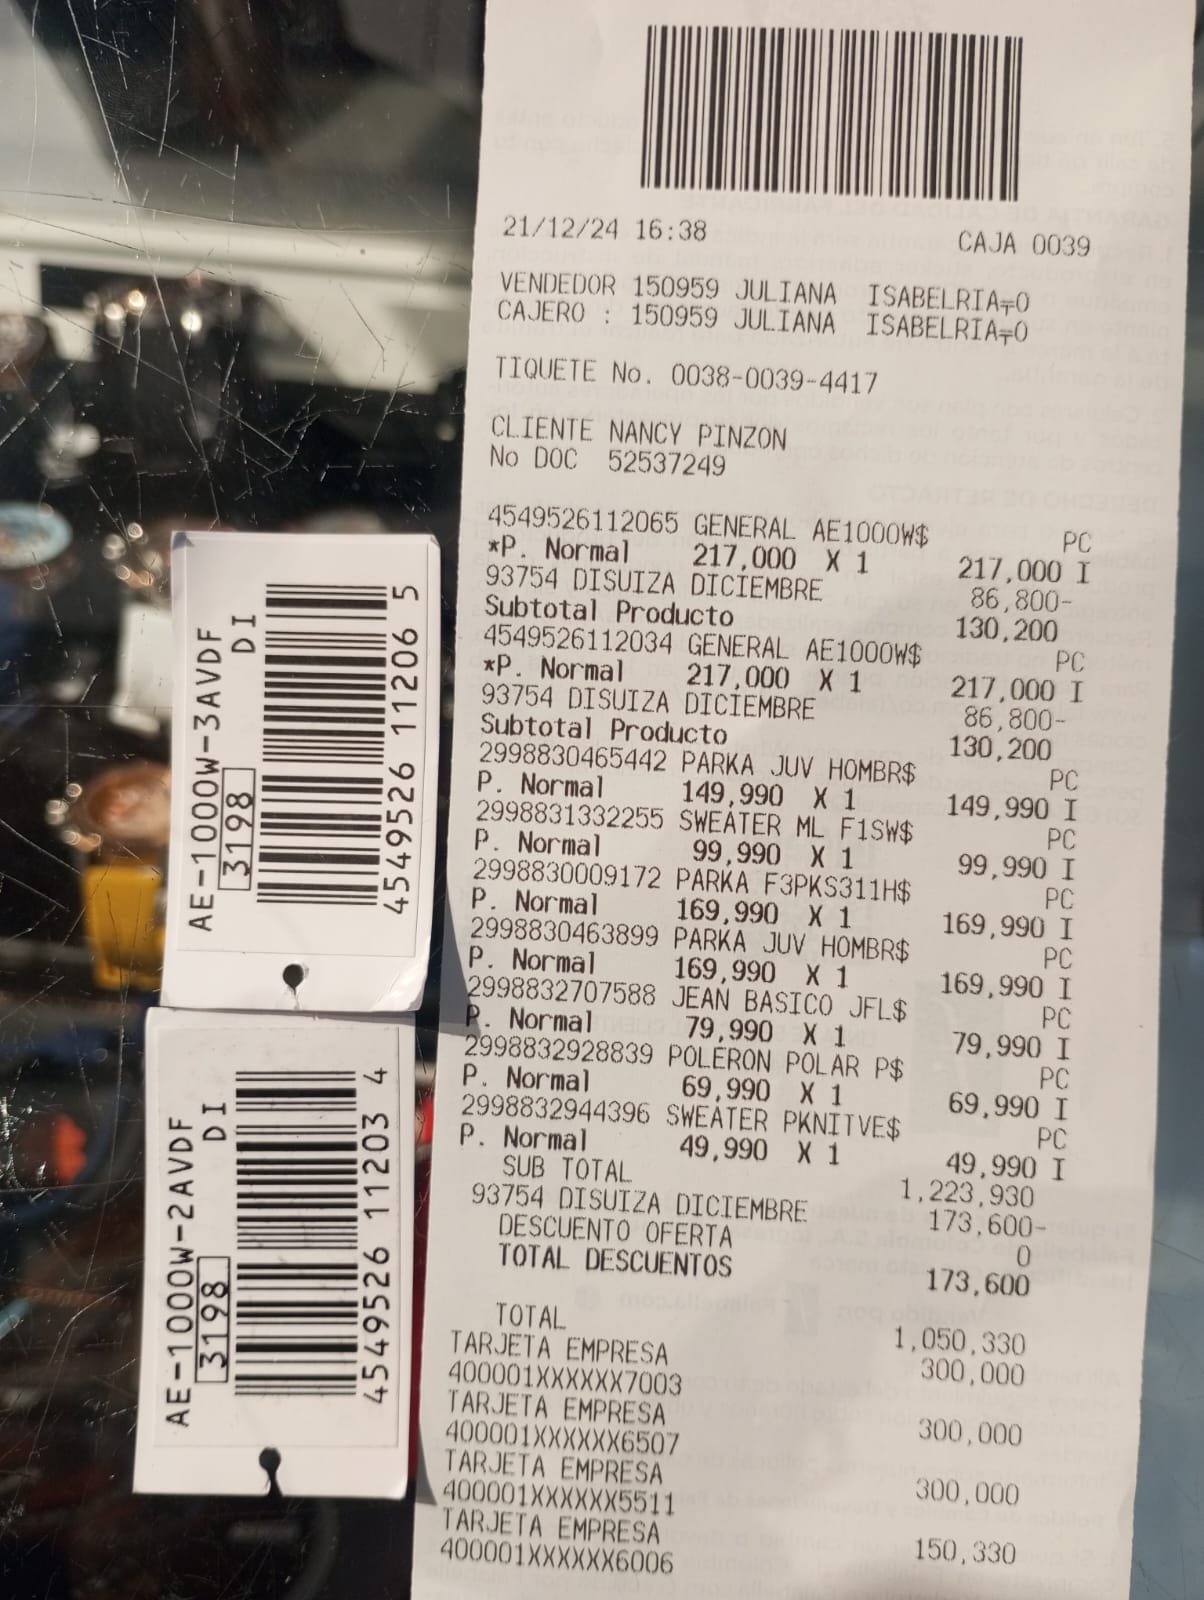 21/12/24 16:38 CAJA 0039
VENDEDOR 150959 JULIANA ISABELRIA╤O
CAJERO : 150959 JULIANA ISABELRIA╤O
TIQUETE No. 0038-0039-4417
CLIENTE NANCY PINZON
No DOC 52537249
4549526112065 GENERAL AE1000W$ PC
*P. Normal 217,000 X 1 217,000 I
93754 DISUIZA DICIEMBRE 86,800-
Subtotal Producto 130,200
4549526112034 GENERAL AE1000W$ PC
*P. Normal 217,000 X 1 217,000 I
93754 DISUIZA DICIEMBRE 86,800-
Subtotal Producto 130,200
2998830465442 PARKA JUV HOMBR$ PC
P. Normal 149,990 X 1 149,990 I
2998831332255 SWEATER ML F1SW$ PC
P. Normal 99,990 X 1 99,990 I
2998830009172 PARKA F3PKS311H$ PC
P. Normal 169,990 X 1 169,990 I
2998830463899 PARKA JUV HOMBR$ PC
P. Normal 169,990 X 1 169,990 I
2998832707588 JEAN BASICO JFL$ PC
P. Normal 79,990 X 1 79,990 I
2998832928839 POLERON POLAR P$ PC
P. Normal 69,990 X 1 69,990 I
2998832944396 SWEATER PKNITVE$ PC
P. Normal 49,990 X 1 49,990 I
SUB TOTAL 1,223,930
93754 DISUIZA DICIEMBRE 173,600-
DESCUENTO OFERTA 0
TOTAL DESCUENTOS 173,600
TOTAL 1,050,330
TARJETA EMPRESA 300,000
400001XXXXXX7003
TARJETA EMPRESA 300,000
400001XXXXXX6507
TARJETA EMPRESA 300,000
400001XXXXXX5511
TARJETA EMPRESA 150,330
400001XXXXXX6006
AE-1000W-3AVDF
DI
3198
4549526 11206 5
AE-1000W-2AVDF
DI
3198
4549526 11203 4